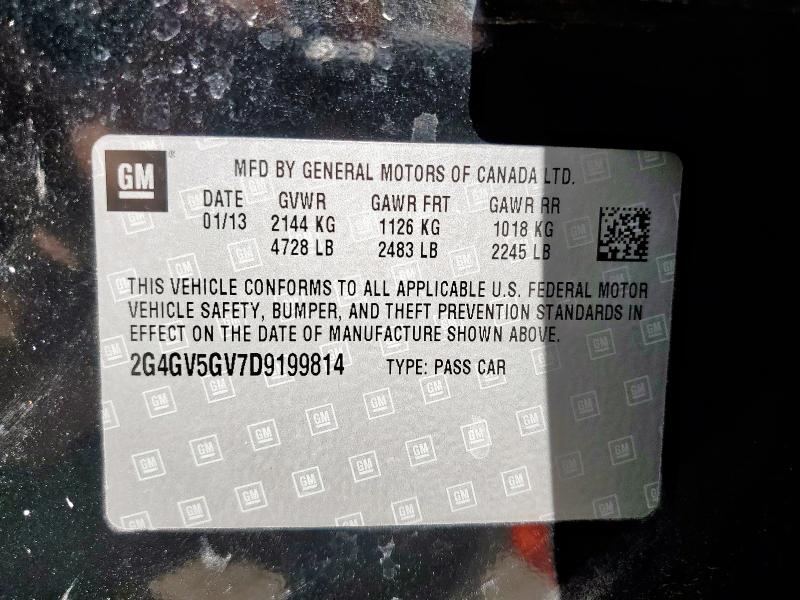 GM® MFD BY GENERAL MOTORS OF CANADA LTD.
DATE GVWR GAWR FRT GAWR RR
01/13 2144 KG 1126 KG 1018 KG
4728 LB 2483 LB 2245 LB
THIS VEHICLE CONFORMS TO ALL APPLICABLE U.S. FEDERAL MOTOR
VEHICLE SAFETY, BUMPER, AND THEFT PREVENTION STANDARDS IN
EFFECT ON THE DATE OF MANUFACTURE SHOWN ABOVE.
2G4GV5GV7D9199814 TYPE: PASS CAR